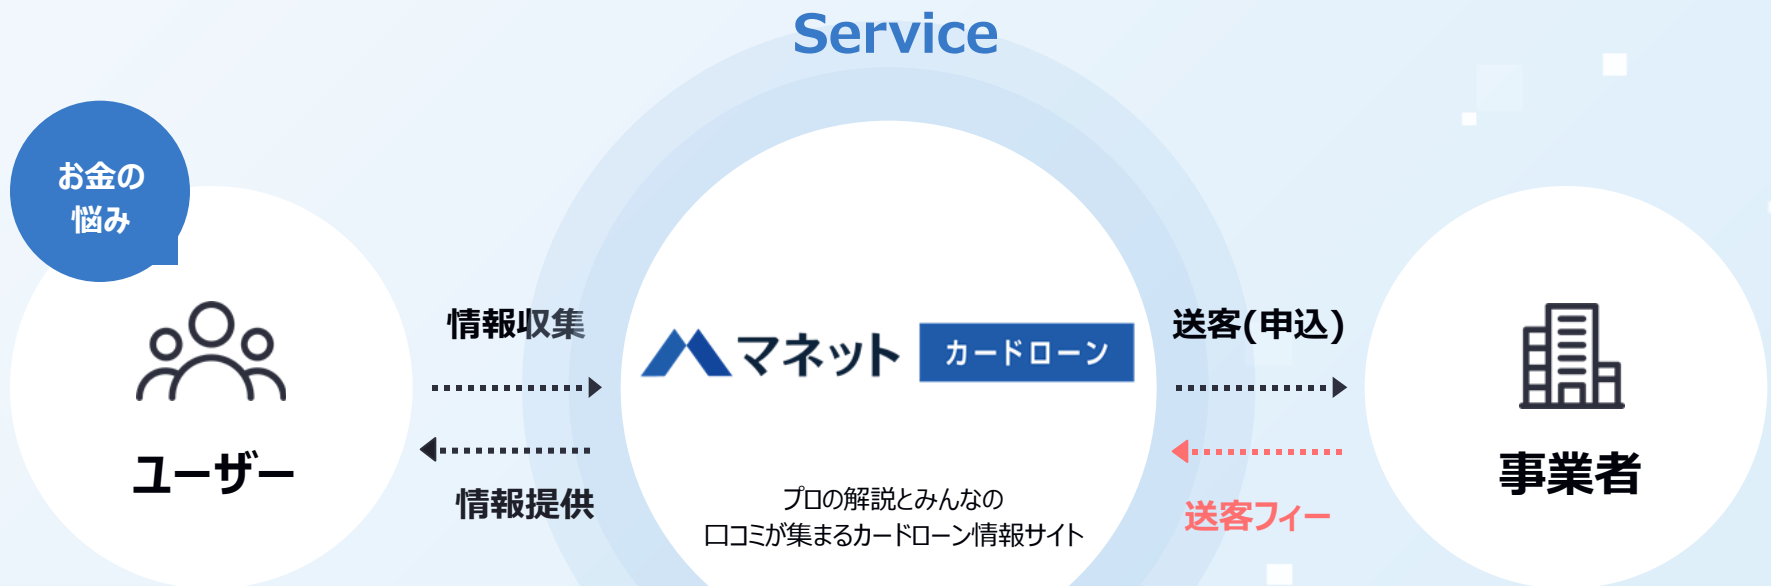 Service
お金の
悩み
ユーザー
情報収集
情報提供
マネット カードローン
プロの解説とみんなの
口コミが集まるカードローン情報サイト
送客(申込)
送客フィー
事業者